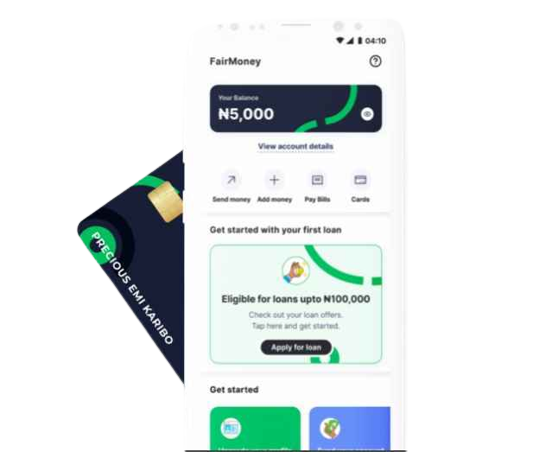 04:10
FairMoney
Your Balance
₦5,000
View account details
Send money Add money Pay Bills Cards
Get started with your first loan
Eligible for loans upto ₦100,000
Check out your loan offers.
Tap here and get started.
Apply for loan
Get started
PRECIOUS EMI KARIBO